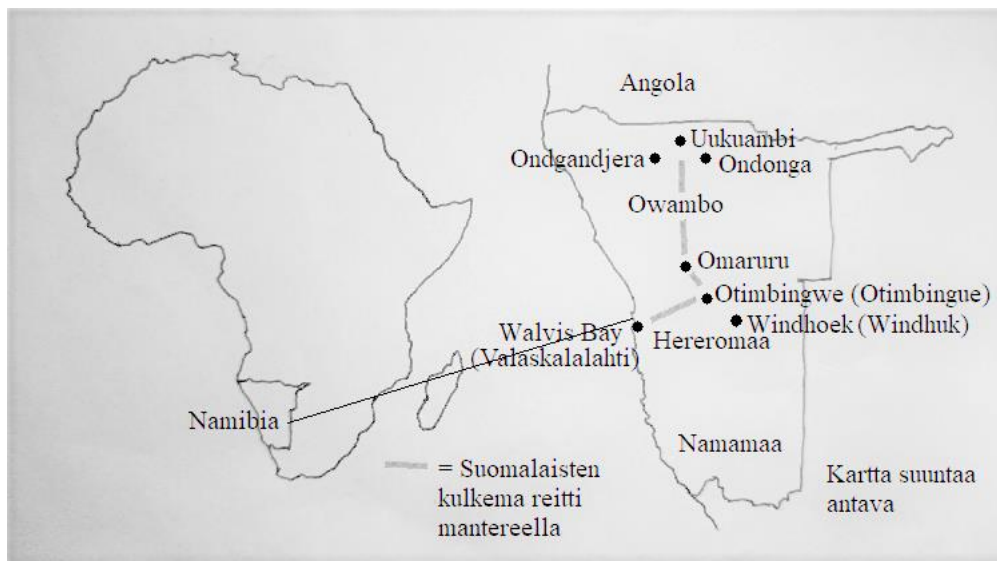 Angola
Uukuambi
Ondgandjera
Ondonga
Owambo
Omaruru
Otimbingwe (Otimbingue)
Windhoek (Windhuk)
Walvis Bay
(Valaskalalahti)
Hereromaa
Namibia
Namamaa
= Suomalaisten
kulkema reitti
mantereella
Kartta suuntaa
antava